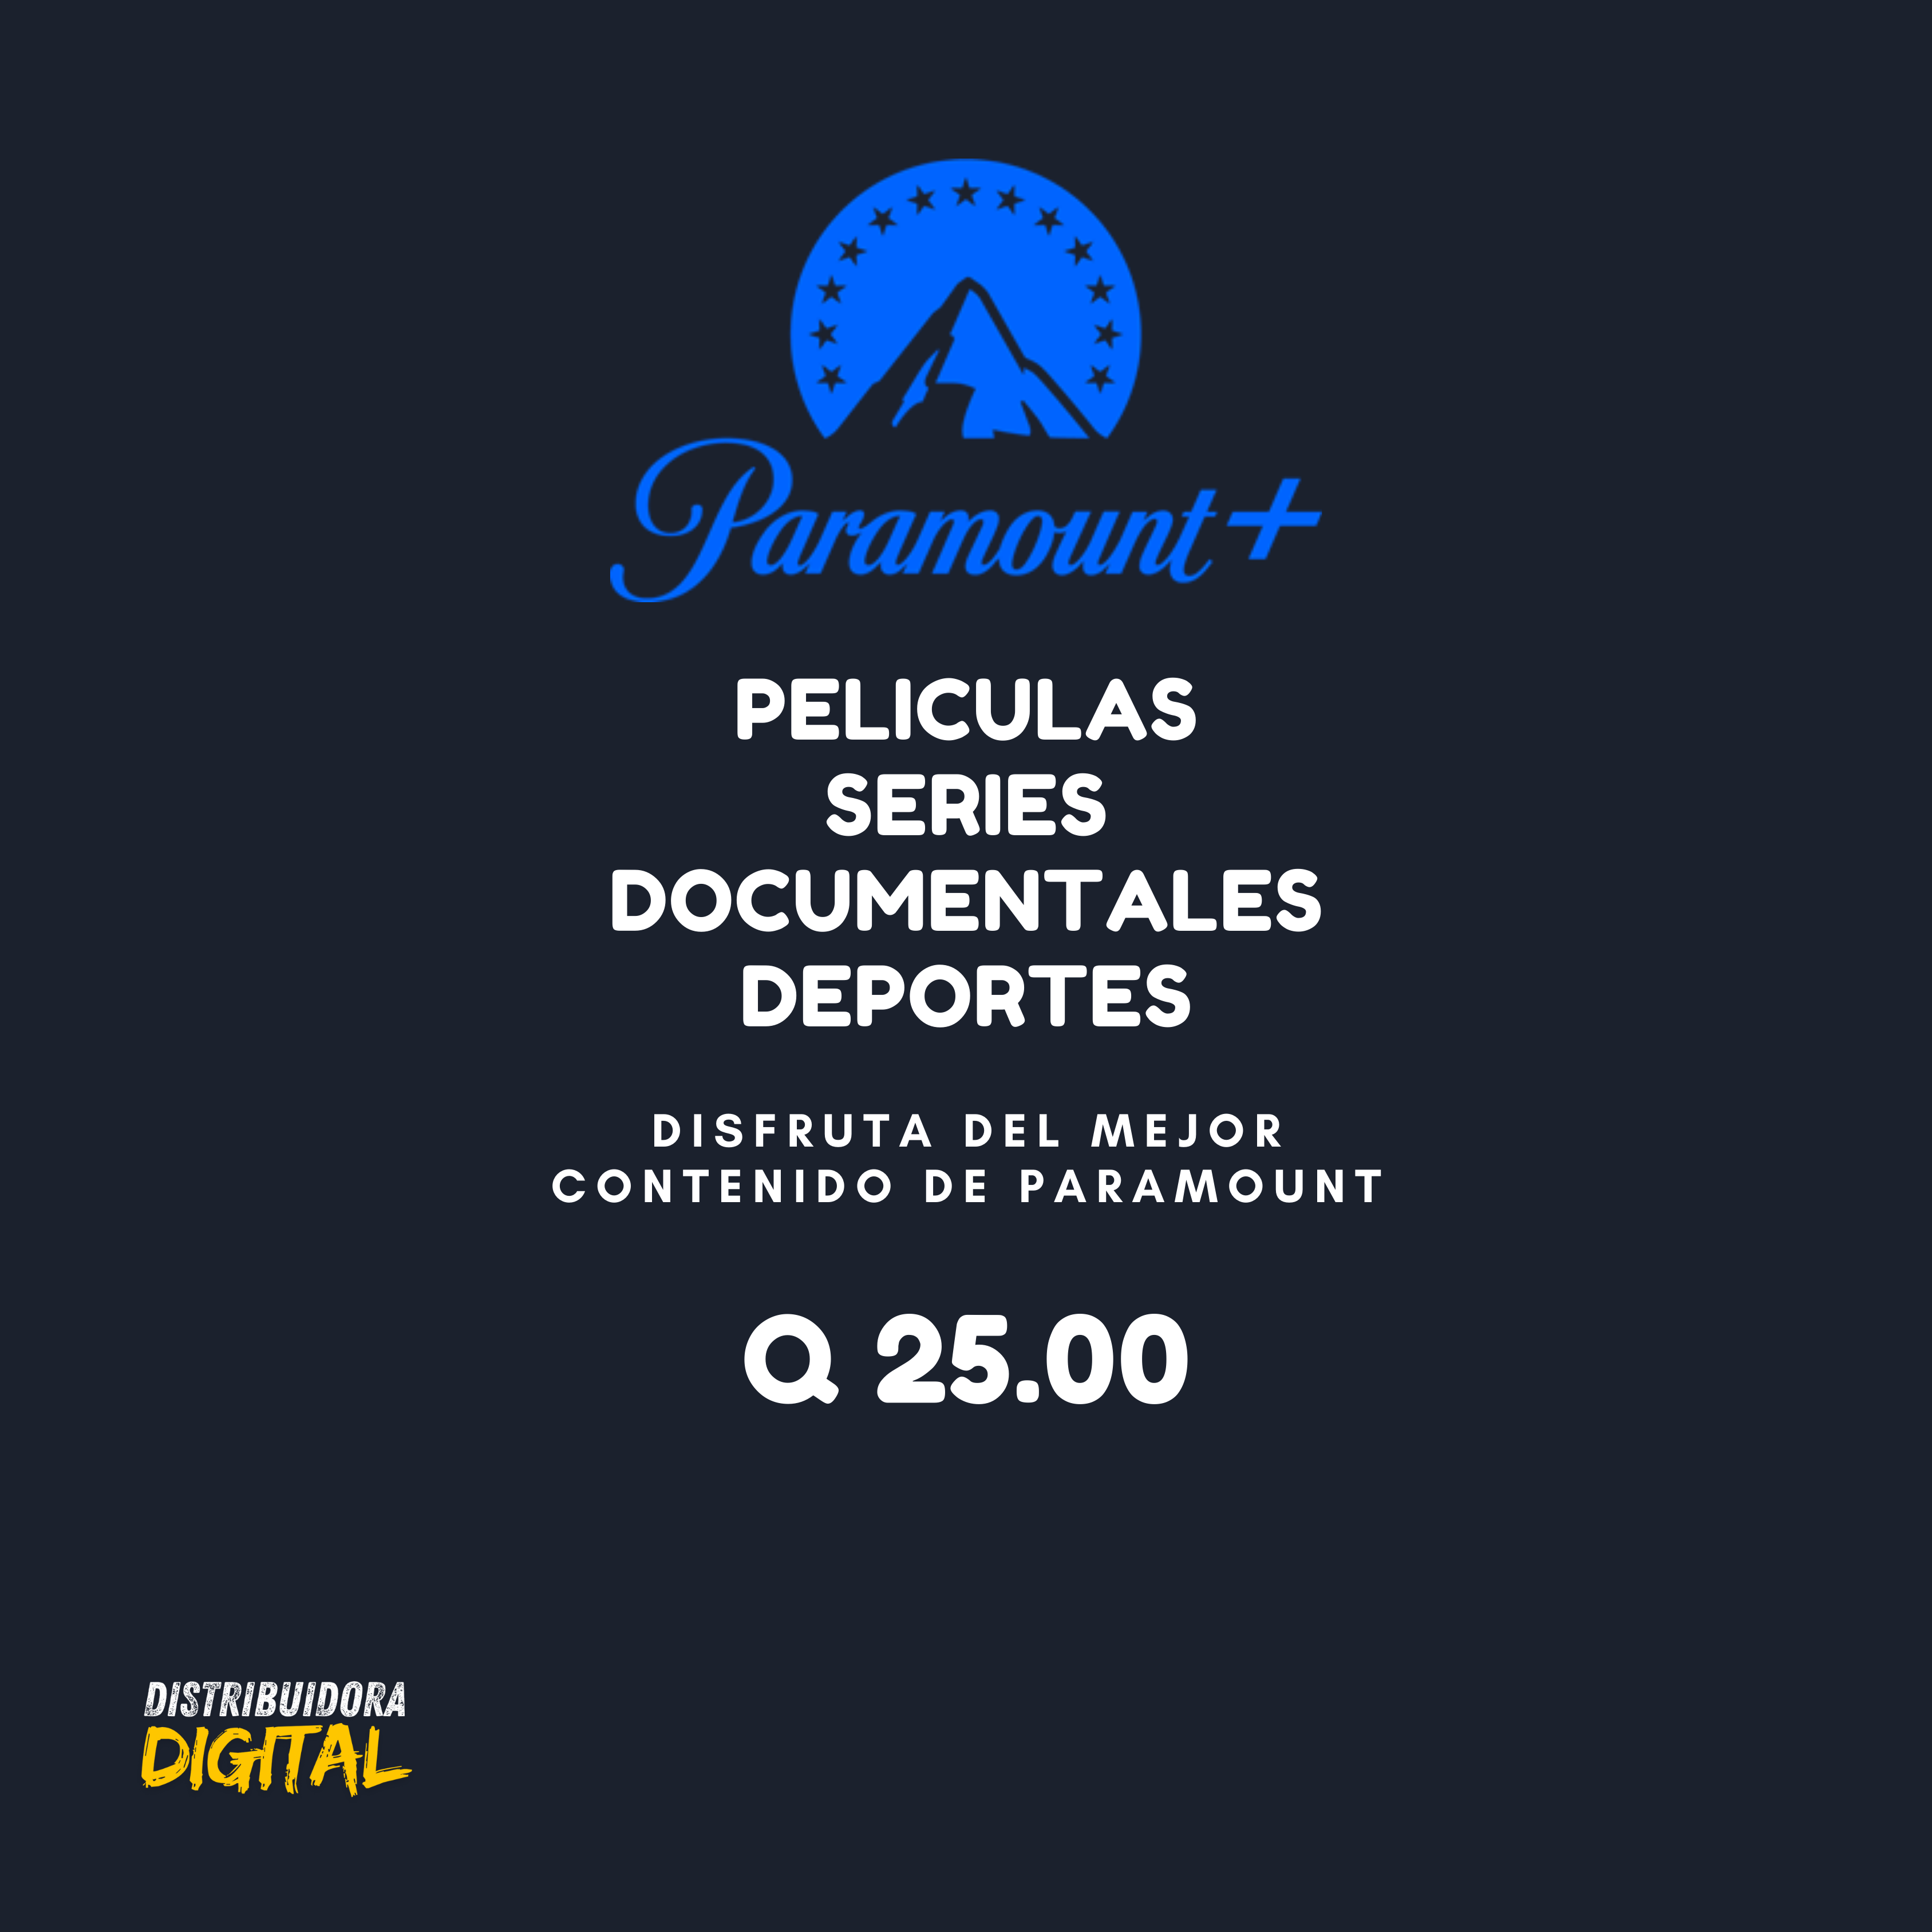 Paramount+
PELICULAS
SERIES
DOCUMENTALES
DEPORTES
DISFRUTA DEL MEJOR
CONTENIDO DE PARAMOUNT
Q 25.00
DISTRIBUIDORA
DIGITAL